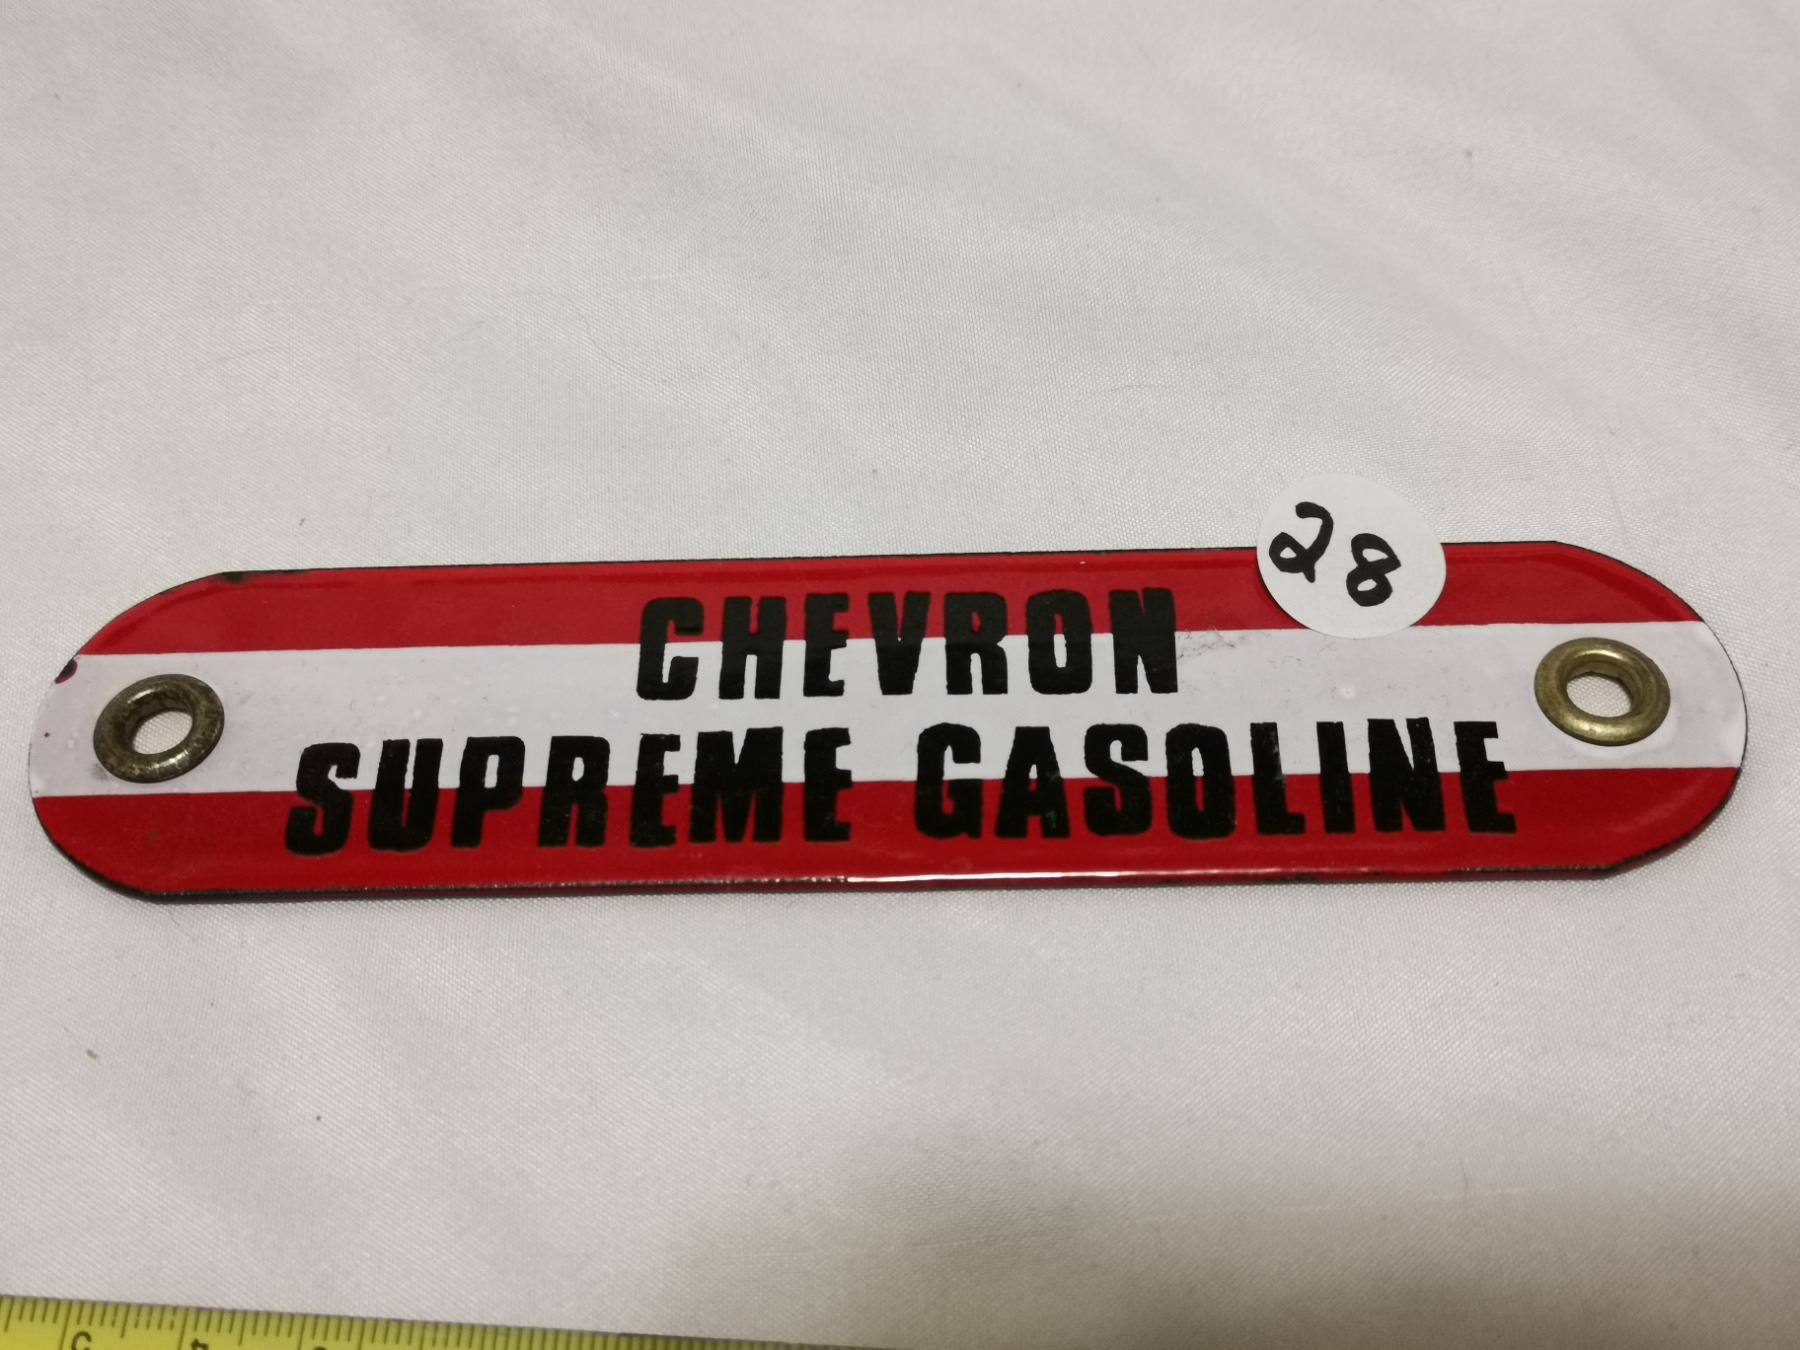 28
CHEVRON
SUPREME GASOLINE